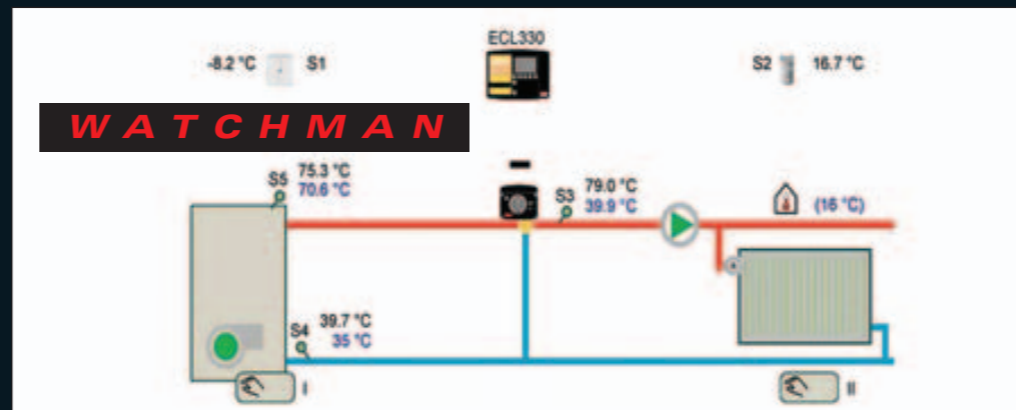 ECL330
-8.2 °C S1
S2 16.7 °C
WATCHMAN
S5 75.3 °C
70.6 °C
S3 79.0 °C
39.9 °C
(16 °C)
S4 39.7 °C
35 °C
I
II